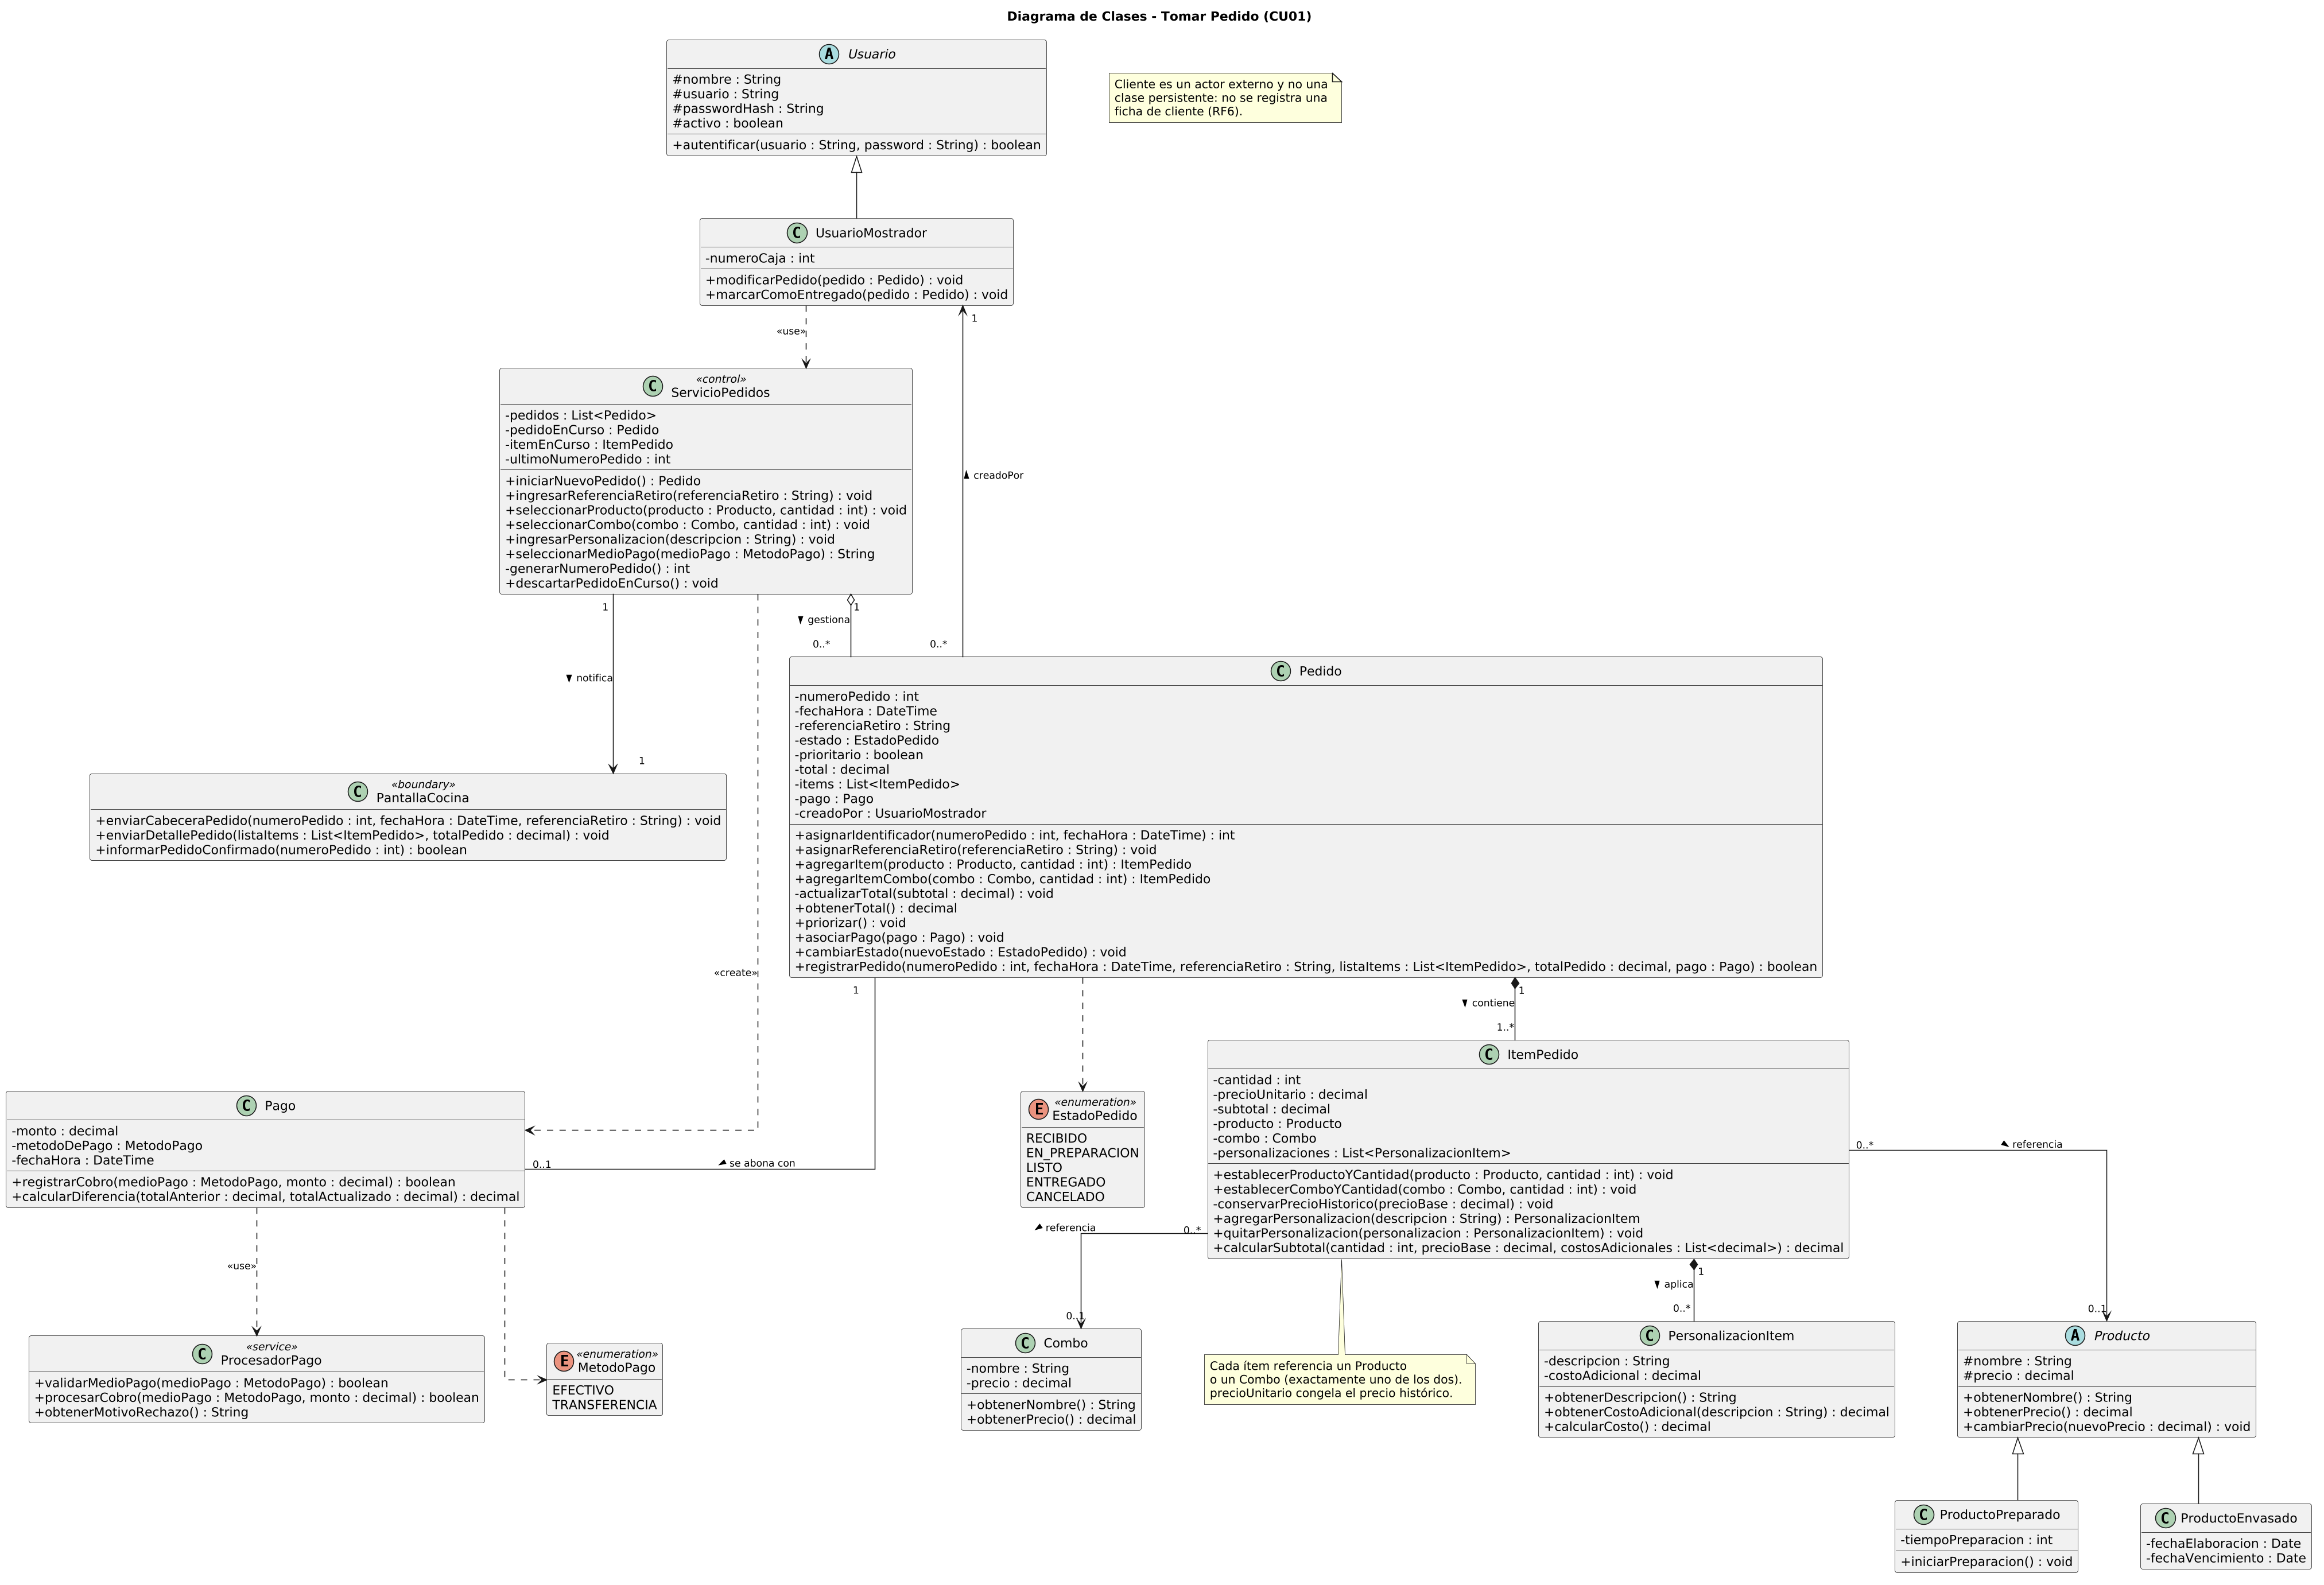 Diagrama de Clases - Tomar Pedido (CU01)
A Usuario
#nombre : String
#usuario : String
#passwordHash : String
#activo : boolean
+autentificar(usuario : String, password : String) : boolean
Cliente es un actor externo y no una
clase persistente: no se registra una
ficha de cliente (RF6).
C UsuarioMostrador
-numeroCaja : int
+modificarPedido(pedido : Pedido) : void
+marcarComoEntregado(pedido : Pedido) : void
«use»
1
creadoPor
0..*
«control»
C ServicioPedidos
-pedidos : List<Pedido>
-pedidoEnCurso : Pedido
-itemEnCurso : ItemPedido
-ultimoNumeroPedido : int
+iniciarNuevoPedido() : Pedido
+ingresarReferenciaRetiro(referenciaRetiro : String) : void
+seleccionarProducto(producto : Producto, cantidad : int) : void
+seleccionarCombo(combo : Combo, cantidad : int) : void
+ingresarPersonalizacion(descripcion : String) : void
+seleccionarMedioPago(medioPago : MetodoPago) : String
-generarNumeroPedido() : int
+descartarPedidoEnCurso() : void
1
notifica
1
1
gestiona
0..*
«create»
C Pedido
-numeroPedido : int
-fechaHora : DateTime
-referenciaRetiro : String
-estado : EstadoPedido
-prioritario : boolean
-total : decimal
-items : List<ItemPedido>
-pago : Pago
-creadoPor : UsuarioMostrador
+asignarIdentificador(numeroPedido : int, fechaHora : DateTime) : int
+asignarReferenciaRetiro(referenciaRetiro : String) : void
+agregarItem(producto : Producto, cantidad : int) : ItemPedido
+agregarItemCombo(combo : Combo, cantidad : int) : ItemPedido
-actualizarTotal(subtotal : decimal) : void
+obtenerTotal() : decimal
+priorizar() : void
+asociarPago(pago : Pago) : void
+cambiarEstado(nuevoEstado : EstadoPedido) : void
+registrarPedido(numeroPedido : int, fechaHora : DateTime, referenciaRetiro : String, listaItems : List<ItemPedido>, totalPedido : decimal, pago : Pago) : boolean
«boundary»
C PantallaCocina
+enviarCabeceraPedido(numeroPedido : int, fechaHora : DateTime, referenciaRetiro : String) : void
+enviarDetallePedido(listaItems : List<ItemPedido>, totalPedido : decimal) : void
+informarPedidoConfirmado(numeroPedido : int) : boolean
1
se abona con
0..1
1
contiene
1..*
C Pago
-monto : decimal
-metodoDePago : MetodoPago
-fechaHora : DateTime
+registrarCobro(medioPago : MetodoPago, monto : decimal) : boolean
+calcularDiferencia(totalAnterior : decimal, totalActualizado : decimal) : decimal
«enumeration»
E EstadoPedido
RECIBIDO
EN_PREPARACION
LISTO
ENTREGADO
CANCELADO
C ItemPedido
-cantidad : int
-precioUnitario : decimal
-subtotal : decimal
-producto : Producto
-combo : Combo
-personalizaciones : List<PersonalizacionItem>
+establecerProductoYCantidad(producto : Producto, cantidad : int) : void
+establecerComboYCantidad(combo : Combo, cantidad : int) : void
-conservarPrecioHistorico(precioBase : decimal) : void
+agregarPersonalizacion(descripcion : String) : PersonalizacionItem
+quitarPersonalizacion(personalizacion : PersonalizacionItem) : void
+calcularSubtotal(cantidad : int, precioBase : decimal, costosAdicionales : List<decimal>) : decimal
0..*
referencia
0..1
0..*
referencia
0..1
1
aplica
0..*
«use»
«service»
C ProcesadorPago
+validarMedioPago(medioPago : MetodoPago) : boolean
+procesarCobro(medioPago : MetodoPago, monto : decimal) : boolean
+obtenerMotivoRechazo() : String
«enumeration»
E MetodoPago
EFECTIVO
TRANSFERENCIA
C Combo
-nombre : String
-precio : decimal
+obtenerNombre() : String
+obtenerPrecio() : decimal
Cada ítem referencia un Producto
o un Combo (exactamente uno de los dos).
precioUnitario congela el precio histórico.
C PersonalizacionItem
-descripcion : String
-costoAdicional : decimal
+obtenerDescripcion() : String
+obtenerCostoAdicional(descripcion : String) : decimal
+calcularCosto() : decimal
A Producto
#nombre : String
#precio : decimal
+obtenerNombre() : String
+obtenerPrecio() : decimal
+cambiarPrecio(nuevoPrecio : decimal) : void
C ProductoPreparado
-tiempoPreparacion : int
+iniciarPreparacion() : void
C ProductoEnvasado
-fechaElaboracion : Date
-fechaVencimiento : Date